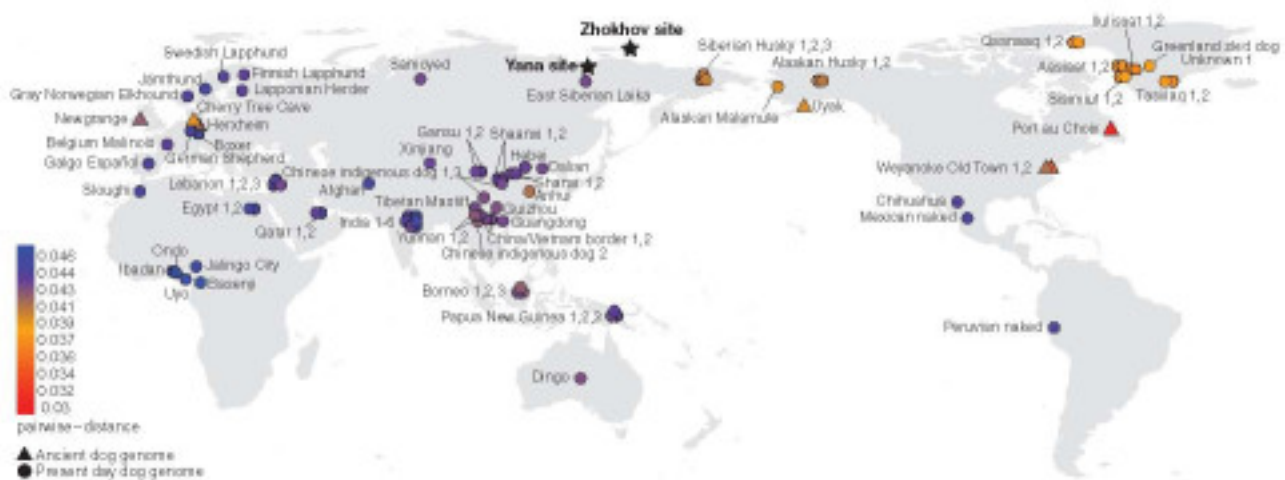 Zhokhov site
Yana site
Siberian Husky 1,2,3
Alaskan Husky 1,2
Alaskan Malamute
Uyak
East Siberian Laika
Samoyed
Swedish Lapphund
Finnish Lapphund
Jämthund
Lapponian Herder
Gray Norwegian Elkhound
Cherry Tree Cave
Newgrange
Herxheim
Boxer
Belgium Malinois
German Shepherd
Galgo Español
Sloughi
Lebanon 1,2,3
Afghan
Egypt 1,2
Qatar 1,2
India 1-6
Xinjiang
Gansu 1,2
Shaanxi 1,2
Hebei
Chinese indigenous dog 1,3
Shanxi 1,2
Anhui
Tibetan Mastiff
Guizhou
Guangdong
Yunnan 1,2
China/Vietnam border 1,2
Chinese indigenous dog 2
Borneo 1,2,3
Papua New Guinea 1,2,3
Dingo
Ondo
Ibadan
Jalingo City
Uyo
Basenji
Qaanaaq 1,2
Ilulissat 1,2
Greenland sled dog
Unknown 1
Aasiaat 1,2
Sisimiut 1,2
Tasiilaq 1,2
Port au Choix
Weyanoke Old Town 1,2
Chihuahua
Mexican naked
Peruvian naked
0.046
0.044
0.043
0.041
0.039
0.037
0.036
0.034
0.032
0.03
pairwise-distance
Ancient dog genome
Present day dog genome